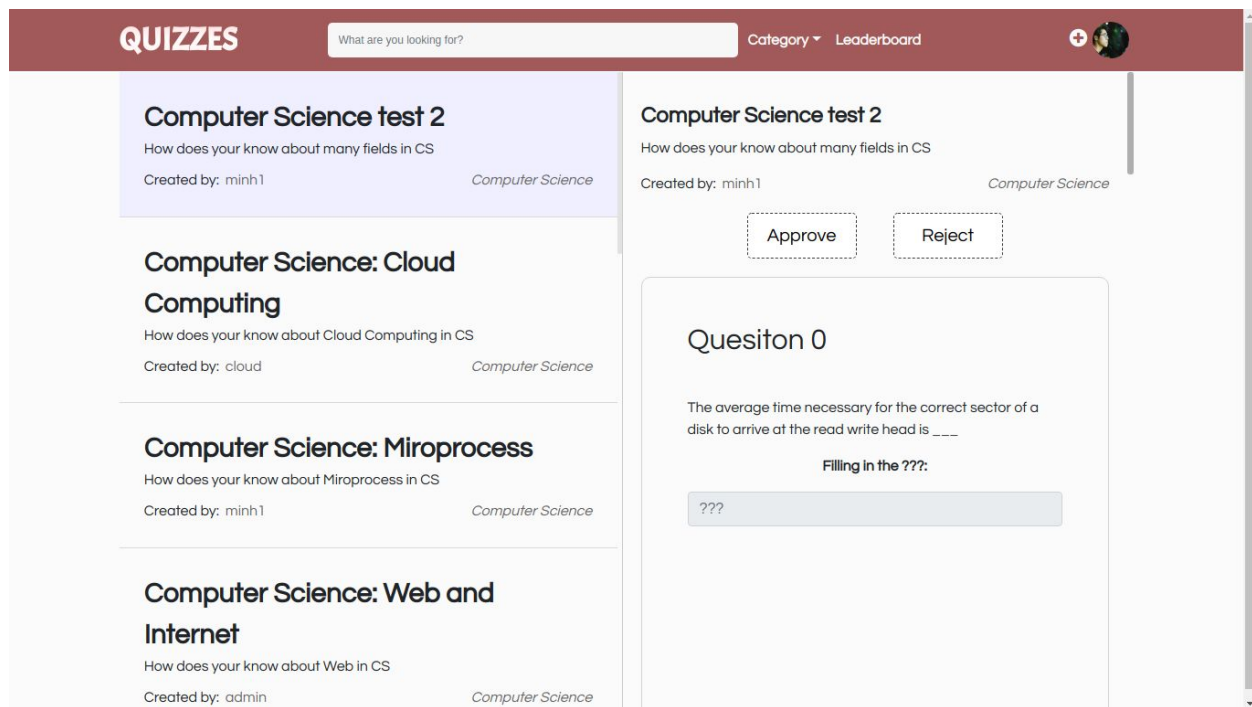 QUIZZES
What are you looking for?
Category
Leaderboard
Computer Science test 2
How does your know about many fields in CS
Created by: minh1
Computer Science
Computer Science: Cloud
Computing
How does your know about Cloud Computing in CS
Created by: cloud
Computer Science
Computer Science: Miroprocess
How does your know about Miroprocess in CS
Created by: minh1
Computer Science
Computer Science: Web and
Internet
How does your know about Web in CS
Created by: admin
Computer Science
Computer Science test 2
How does your know about many fields in CS
Created by: minh1
Computer Science
Approve
Reject
Quesiton 0
The average time necessary for the correct sector of a
disk to arrive at the read write head is ___
Filling in the ???:
???